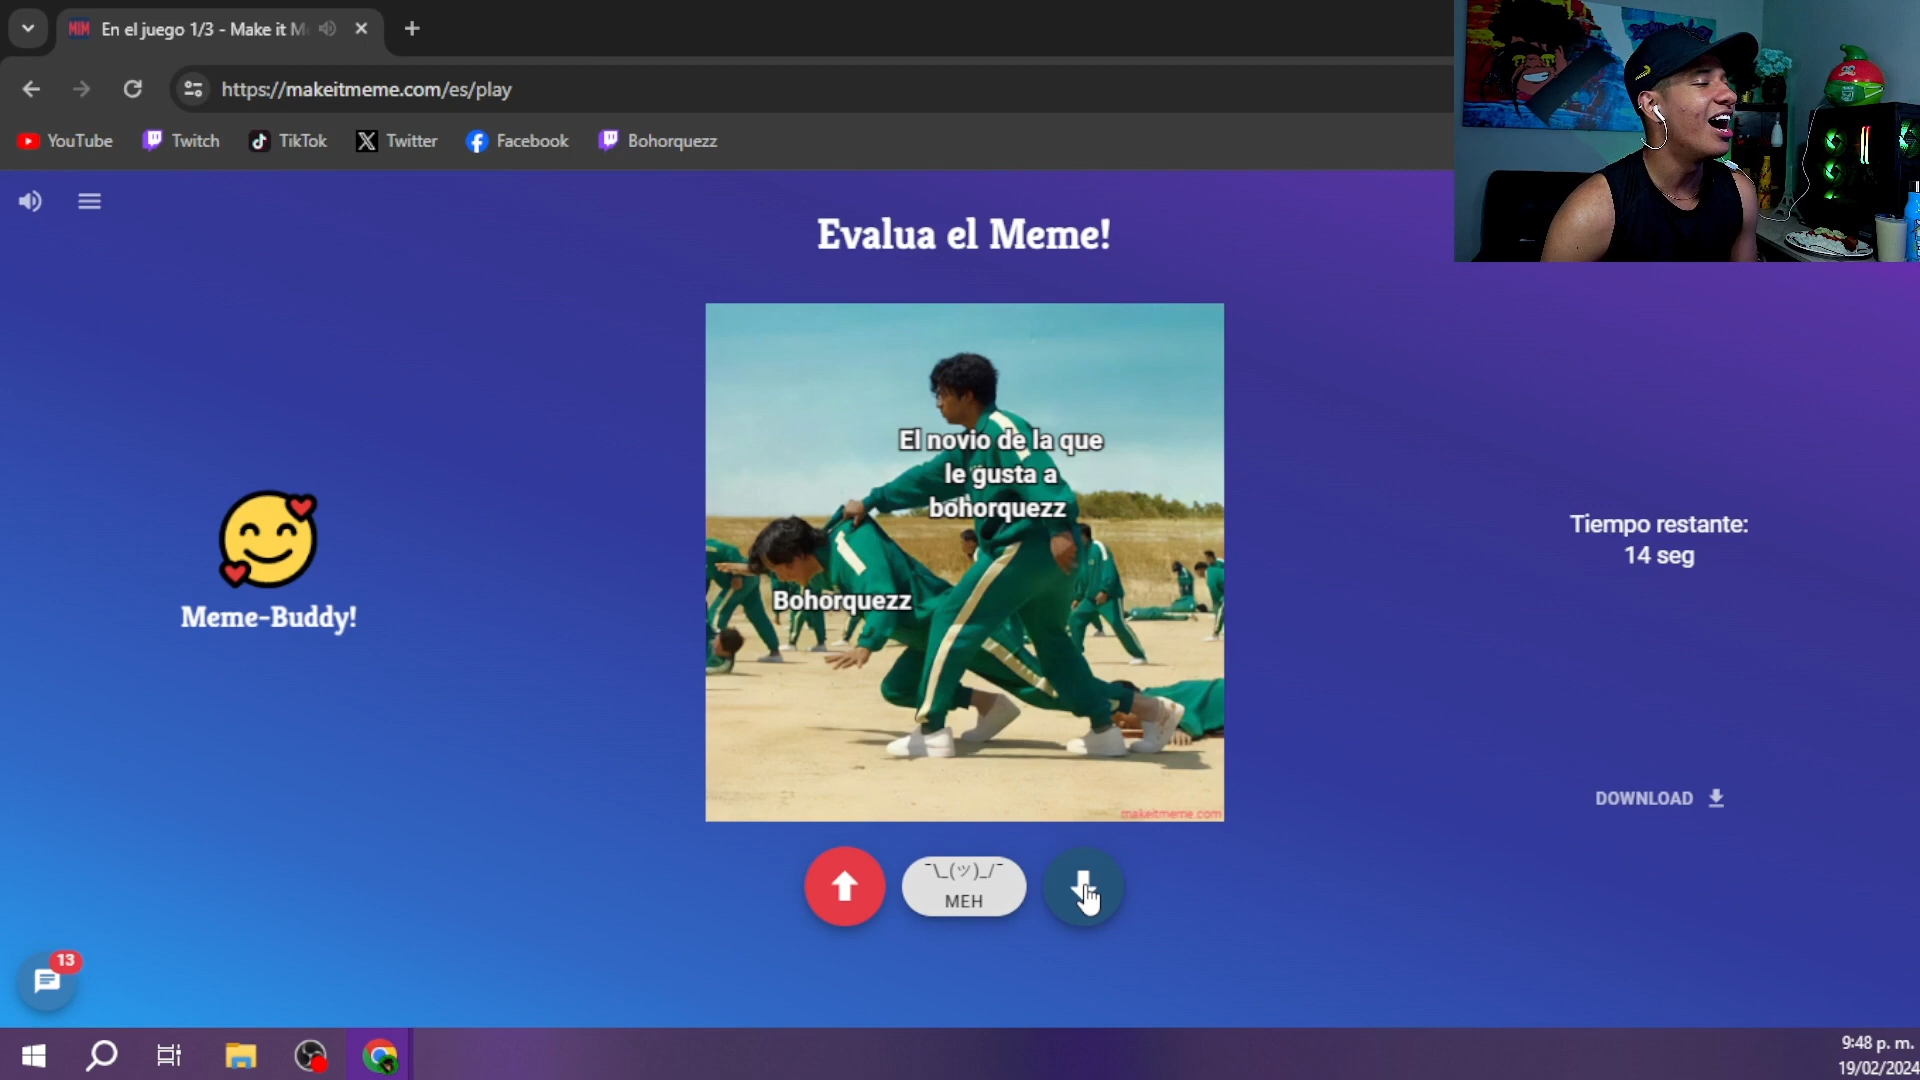 MIM En el juego 1/3 - Make it M
https://makeitmeme.com/es/play
YouTube Twitch TikTok Twitter Facebook Bohorquezz
Evalua el Meme!
El novio de la que
le gusta a
bohorquezz
Bohorquezz
makeitmeme.com
Meme-Buddy!
Tiempo restante:
14 seg
DOWNLOAD
¯\_(ツ)_/¯
MEH
13
9:48 p. m.
19/02/2024